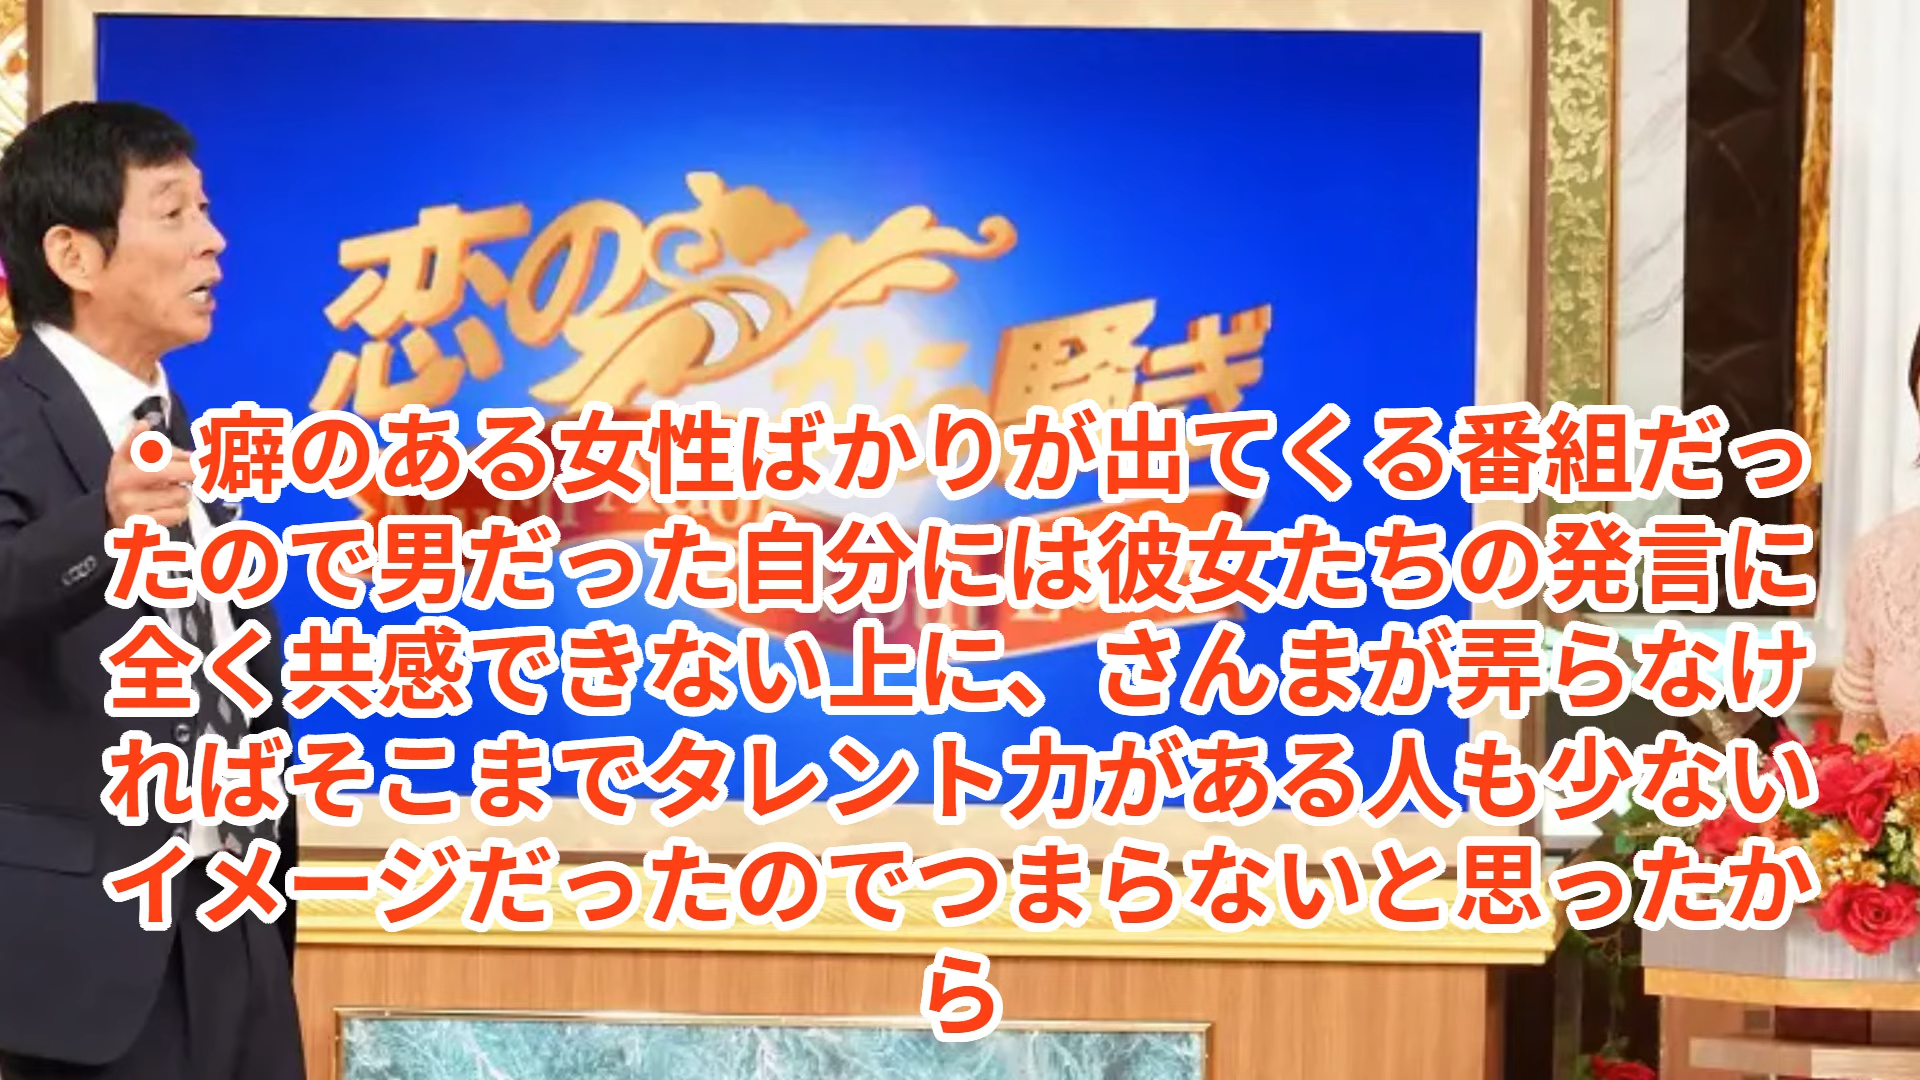 恋のから騒ぎ
・癖のある女性ばかりが出てくる番組だっ
たので男だった自分には彼女たちの発言に
全く共感できない上に、さんまが弄らなけ
ればそこまでタレント力がある人も少ない
イメージだったのでつまらないと思ったか
ら